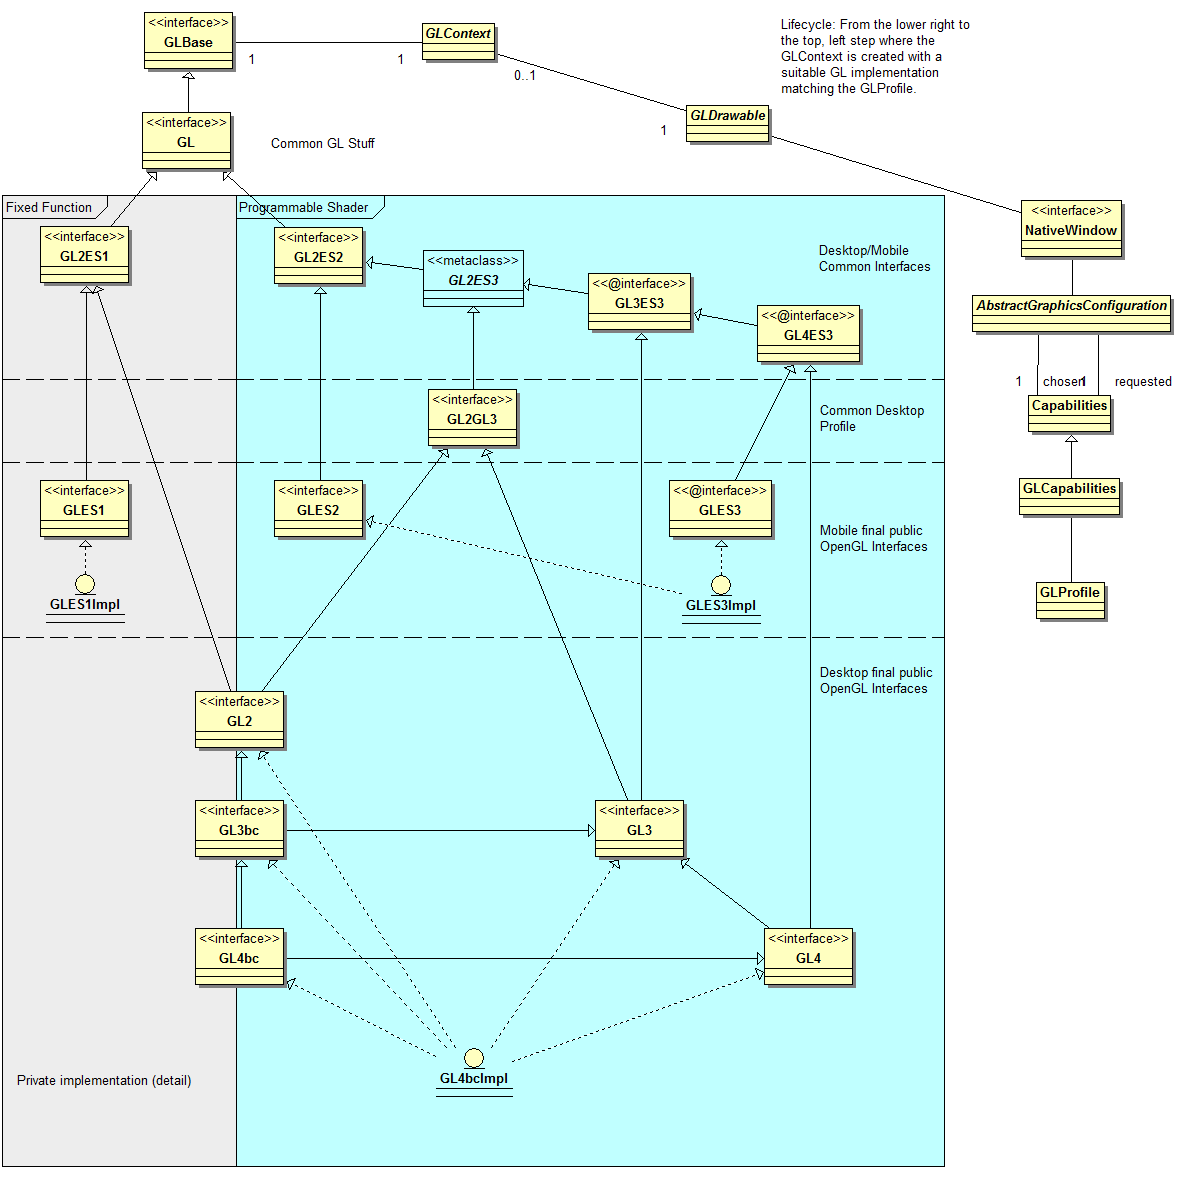 <<interface>>
GLBase
1
1
GLContext
0..1
Lifecycle: From the lower right to
the top, left step where the
GLContext is created with a
suitable GL implementation
matching the GLProfile.
GLDrawable
1
<<interface>>
GL
Common GL Stuff
Fixed Function
Programmable Shader
<<interface>>
NativeWindow
<<interface>>
GL2ES1
<<interface>>
GL2ES2
<<metaclass>>
GL2ES3
<<@interface>>
GL3ES3
<<@interface>>
GL4ES3
Desktop/Mobile
Common Interfaces
AbstractGraphicsConfiguration
1
chosen
1
requested
Capabilities
<<interface>>
GL2GL3
Common Desktop
Profile
<<interface>>
GLES1
<<interface>>
GLES2
<<@interface>>
GLES3
Mobile final public
OpenGL Interfaces
GLCapabilities
GLES1Impl
GLES3Impl
GLProfile
Desktop final public
OpenGL Interfaces
<<interface>>
GL2
<<interface>>
GL3bc
<<interface>>
GL3
<<interface>>
GL4bc
<<interface>>
GL4
GL4bcImpl
Private implementation (detail)